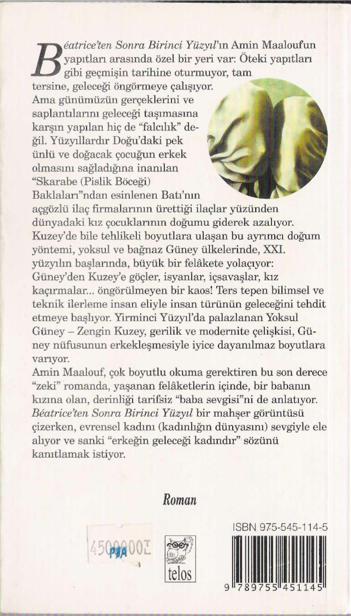 Béatrice'ten Sonra Birinci Yüzyıl'ın Amin Maalouf'un
yapıtları arasında özel bir yeri var: Öteki yapıtları
gibi geçmişin tarihine oturmuyor, tam
tersine, geleceği öngörmeye çalışıyor.
Ama günümüzün gerçeklerini ve
saplantılarını geleceği taşımasına
karşın yapılan hiç de "falcılık" de-
ğil. Yüzyıllardır Doğu'daki pek
ünlü ve doğacak çocuğun erkek
olmasını sağladığına inanılan
"Skarabe (Pislik Böceği)
Baklaları"ndan esinlenen Batı'nın
açgözlü ilaç firmalarının ürettiği ilaçlar yüzünden
dünyadaki kız çocuklarının doğumu giderek azalıyor.
Kuzey'de bile tehlikeli boyutlara ulaşan bu ayrımcı doğum
yöntemi, yoksul ve bağnaz Güney ülkelerinde, XXI.
yüzyılın başlarında, büyük bir felâkete yolaçıyor:
Güney'den Kuzey'e göçler, isyanlar, içsavaşlar, kız
kaçırmalar... öngörülmeyen bir kaos! Ters tepen bilimsel ve
teknik ilerleme insan eliyle insan türünün geleceğini tehdit
etmeye başlıyor. Yirminci Yüzyıl'da palazlanan Yoksul
Güney – Zengin Kuzey, gerilik ve modernite çelişkisi, Gü-
ney nüfusunun erkekleşmesiyle iyice dayanılmaz boyutlara
varıyor.
Amin Maalouf, çok boyutlu okuma gerektiren bu son derece
"zeki" romanda, yaşanan felâketlerin içinde, bir babanın
kızına olan, derinliği tarifsiz "baba sevgisi"ni de anlatıyor.
Béatrice'ten Sonra Birinci Yüzyıl bir mahşer görüntüsü
çizerken, evrensel kadını (kadınlığın dünyasını) sevgiyle ele
alıyor ve sanki "erkeğin geleceği kadındır" sözünü
kanıtlamak istiyor.
Roman
ISBN 975-545-114-5
telos
9 789755 451145